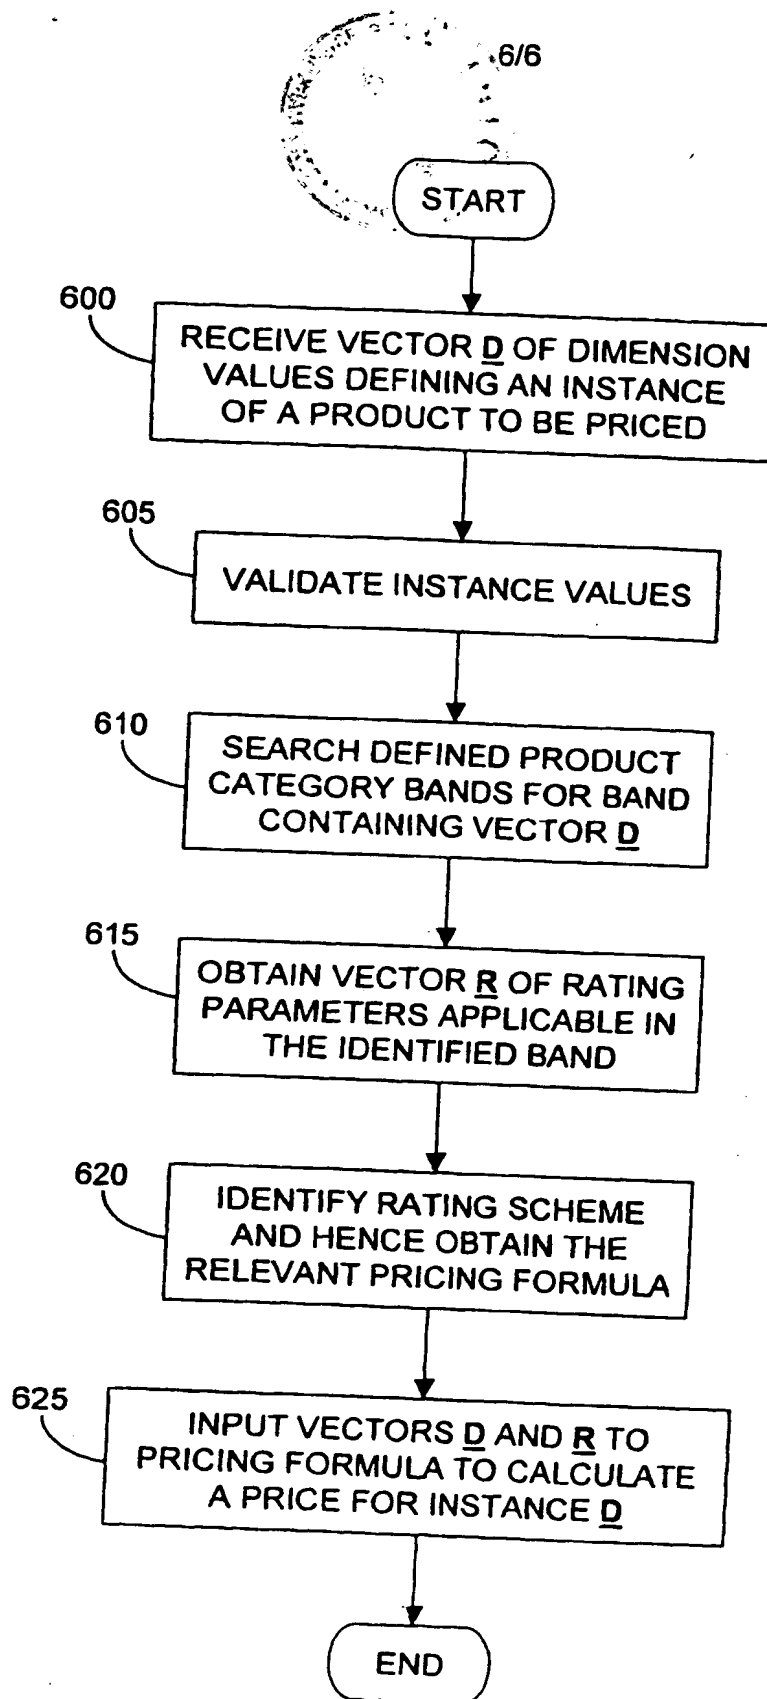 6/6
START
600
RECEIVE VECTOR D OF DIMENSION
VALUES DEFINING AN INSTANCE
OF A PRODUCT TO BE PRICED
605
VALIDATE INSTANCE VALUES
610
SEARCH DEFINED PRODUCT
CATEGORY BANDS FOR BAND
CONTAINING VECTOR D
615
OBTAIN VECTOR R OF RATING
PARAMETERS APPLICABLE IN
THE IDENTIFIED BAND
620
IDENTIFY RATING SCHEME
AND HENCE OBTAIN THE
RELEVANT PRICING FORMULA
625
INPUT VECTORS D AND R TO
PRICING FORMULA TO CALCULATE
A PRICE FOR INSTANCE D
END